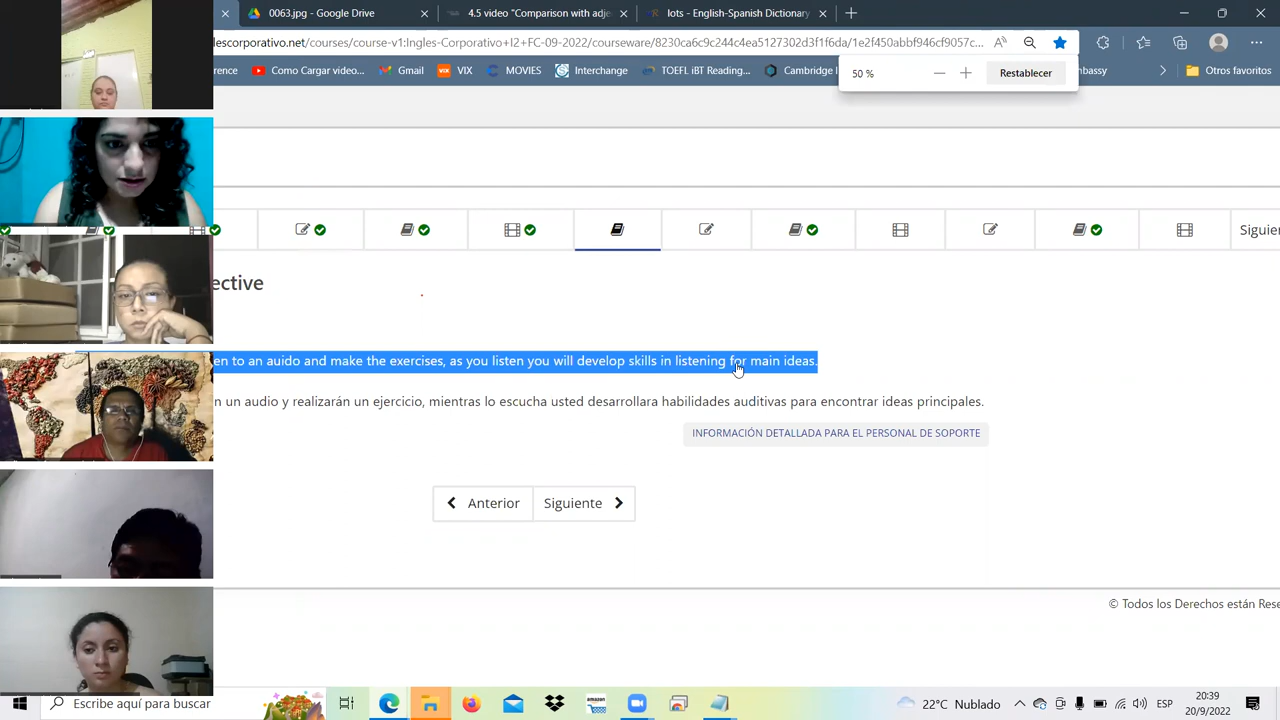 0063.jpg - Google Drive
4.5 video "Comparison with adje
lots - English-Spanish Dictionary
lescorporativo.net/courses/course-v1:Ingles-Corporativo+I2+FC-09-2022/courseware/8230ca6c9c244c4ea5127302d3f1f6da/1e2f450abbf946cf9057c...
rence
Como Cargar video...
Gmail
VIX
MOVIES
Interchange
TOEFL iBT Reading...
Cambridge
mbassy
Otros favoritos
50 %
Restablecer
Siguien
ective
en to an auido and make the exercises, as you listen you will develop skills in listening for main ideas.
n un audio y realizarán un ejercicio, mientras lo escucha usted desarrollara habilidades auditivas para encontrar ideas principales.
INFORMACIÓN DETALLADA PARA EL PERSONAL DE SOPORTE
Anterior
Siguiente
© Todos los Derechos están Rese
Escribe aquí para buscar
22°C Nublado
ESP
20:39
20/9/2022